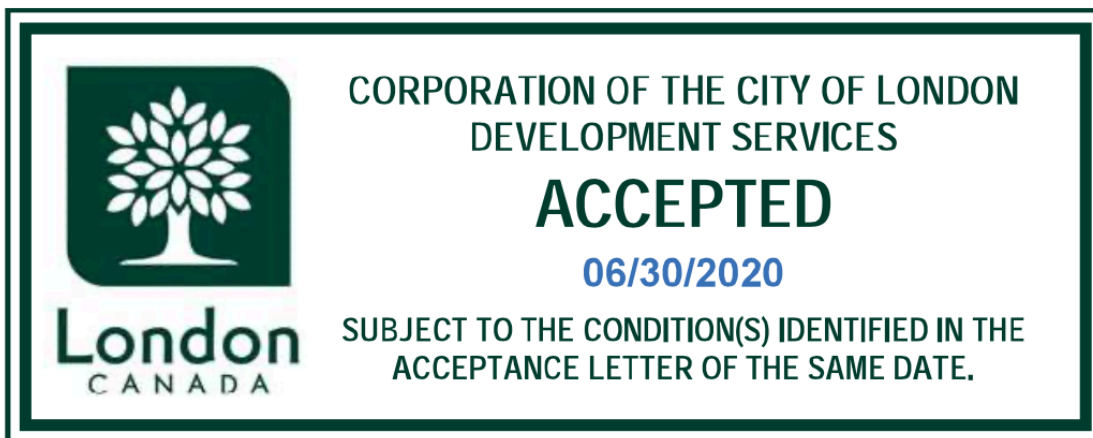 CORPORATION OF THE CITY OF LONDON
DEVELOPMENT SERVICES
ACCEPTED
06/30/2020
SUBJECT TO THE CONDITION(S) IDENTIFIED IN THE
ACCEPTANCE LETTER OF THE SAME DATE.
London
CANADA